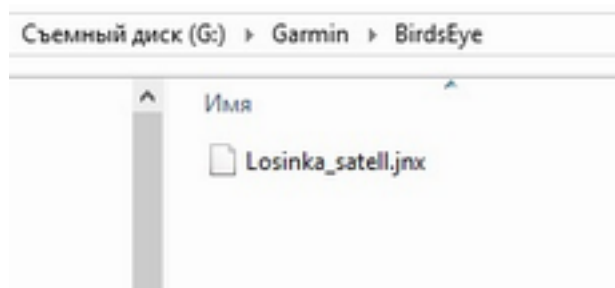 Съемный диск (G:) ▸ Garmin ▸ BirdsEye
Имя
Losinka_satell.jnx